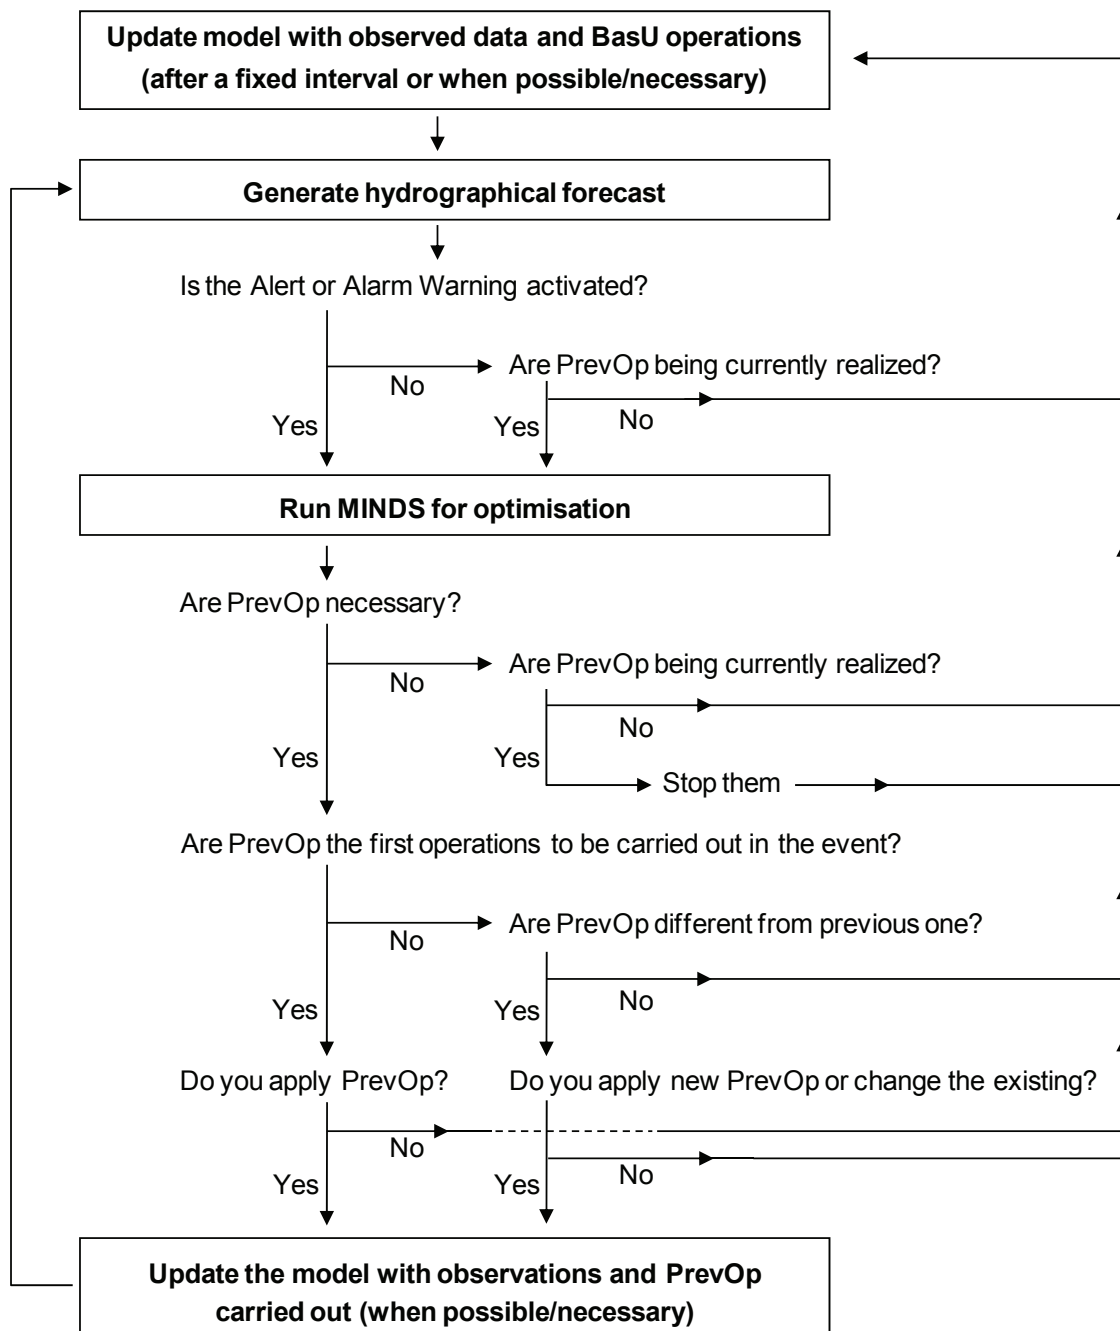 Update model with observed data and BasU operations
(after a fixed interval or when possible/necessary)
Generate hydrographical forecast
Is the Alert or Alarm Warning activated?
Are PrevOp being currently realized?
No
Yes
Yes
No
Run MINDS for optimisation
Are PrevOp necessary?
Are PrevOp being currently realized?
No
No
Yes
Yes
Stop them
Are PrevOp the first operations to be carried out in the event?
Are PrevOp different from previous one?
No
Yes
Yes
No
Do you apply PrevOp?
Do you apply new PrevOp or change the existing?
No
No
Yes
Yes
Update the model with observations and PrevOp
carried out (when possible/necessary)